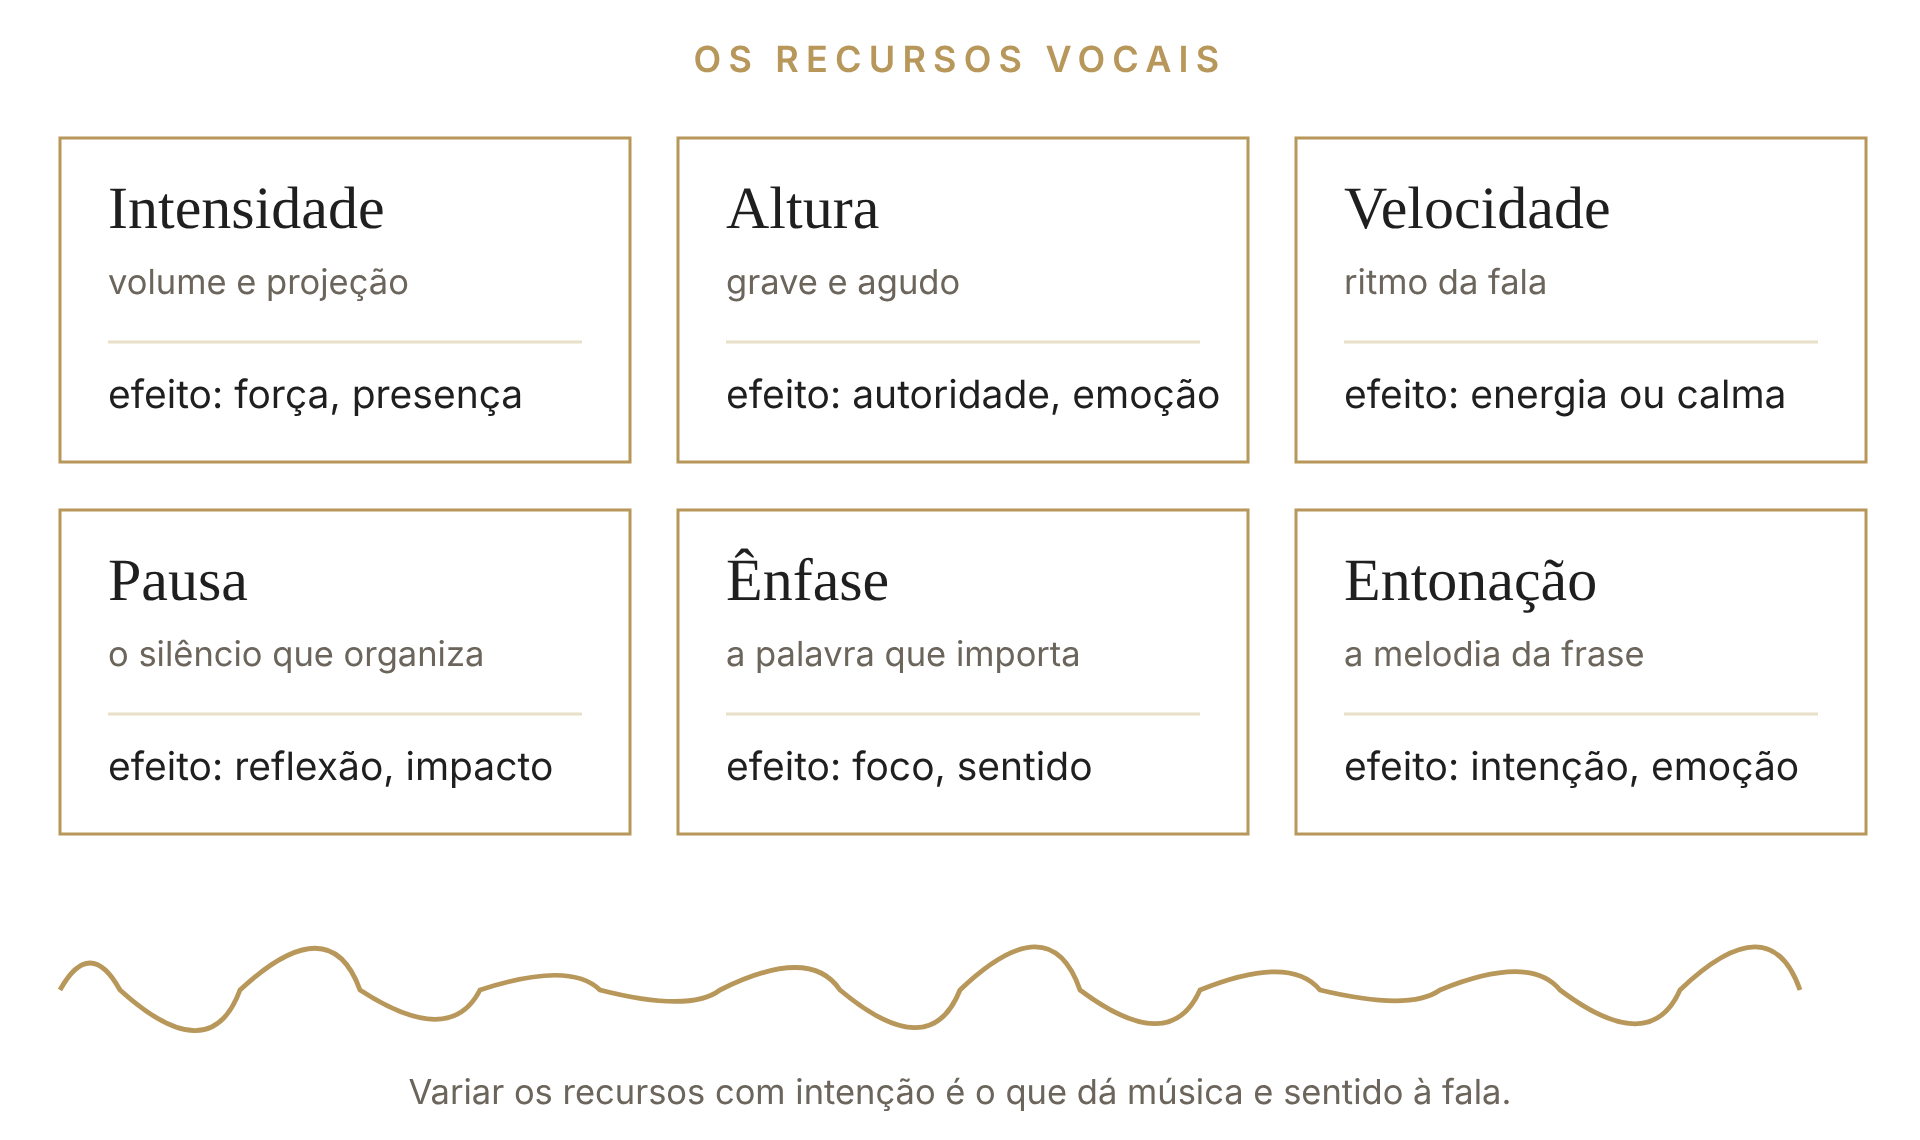 OS RECURSOS VOCAIS
Intensidade
volume e projeção
efeito: força, presença
Altura
grave e agudo
efeito: autoridade, emoção
Velocidade
ritmo da fala
efeito: energia ou calma
Pausa
o silêncio que organiza
efeito: reflexão, impacto
Ênfase
a palavra que importa
efeito: foco, sentido
Entonação
a melodia da frase
efeito: intenção, emoção
Variar os recursos com intenção é o que dá música e sentido à fala.